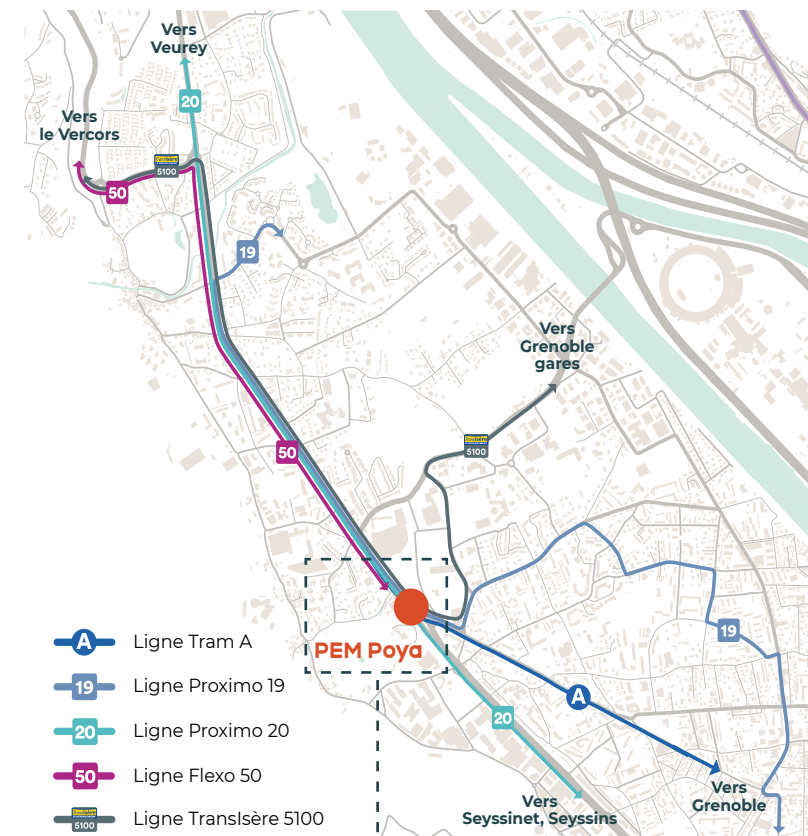 Vers
Veurey
20
Vers
le Vercors
5100
50
19
Vers
Grenoble
gares
50
5100
19
PEM Poya
A
20
Vers
Grenoble
Vers
Seyssinet, Seyssins
A Ligne Tram A
19 Ligne Proximo 19
20 Ligne Proximo 20
50 Ligne Flexo 50
5100 Ligne TransIsère 5100